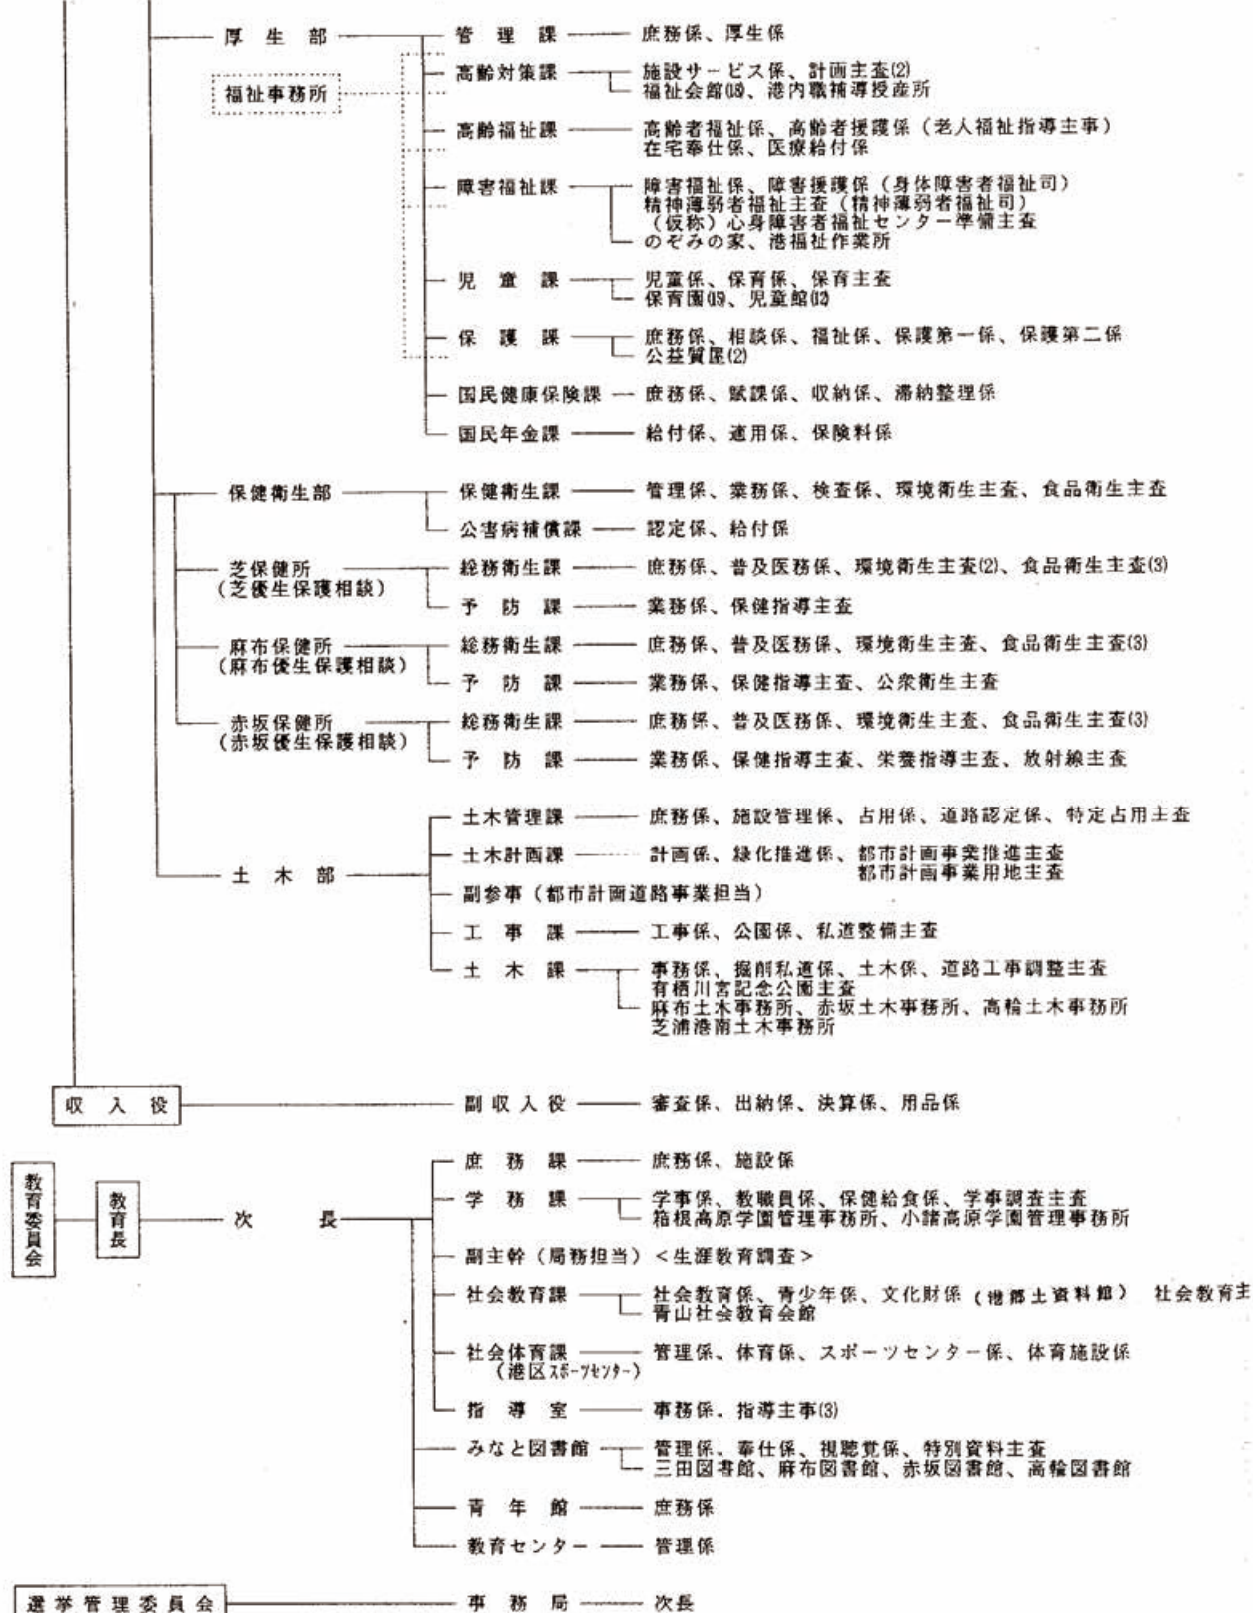 厚生部 管理課 庶務係、厚生係
高齢対策課 施設サービス係、計画主査(2)
福祉事務所 福祉会館(18)、港内職補導授産所
高齢福祉課 高齢者福祉係、高齢者援護係（老人福祉指導主事）
在宅奉仕係、医療給付係
障害福祉課 障害福祉係、障害援護係（身体障害者福祉司）
精神薄弱者福祉主査（精神薄弱者福祉司）
（仮称）心身障害者福祉センター準備主査
のぞみの家、港福祉作業所
児童課 児童係、保育係、保育主査
保育園、児童館(12)
保護課 庶務係、相談係、福祉係、保護第一係、保護第二係
公益質屋(2)
国民健康保険課 庶務係、賦課係、収納係、滞納整理係
国民年金課 給付係、適用係、保険料係
保健衛生部 保健衛生課 管理係、業務係、検査係、環境衛生主査、食品衛生主査
公害病補償課 認定係、給付係
芝保健所 総務衛生課 庶務係、普及医務係、環境衛生主査(2)、食品衛生主査(3)
（芝優生保護相談）
予防課 業務係、保健指導主査
麻布保健所 総務衛生課 庶務係、普及医務係、環境衛生主査、食品衛生主査(3)
（麻布優生保護相談）
予防課 業務係、保健指導主査、公衆衛生主査
赤坂保健所 総務衛生課 庶務係、普及医務係、環境衛生主査、食品衛生主査(3)
（赤坂優生保護相談）
予防課 業務係、保健指導主査、栄養指導主査、放射線主査
土木管理課 庶務係、施設管理係、占用係、道路認定係、特定占用主査
土木計画課 計画係、緑化推進係、都市計画事業推進主査
土木部 都市計画事業用地主査
副参事（都市計画道路事業担当）
工事課 工事係、公園係、私道整備主査
土木課 事務係、掘削私道係、土木係、道路工事調整主査
有栖川宮記念公園主査
麻布土木事務所、赤坂土木事務所、高輪土木事務所
芝浦港南土木事務所
収入役 副収入役 審査係、出納係、決算係、用品係
庶務課 庶務係、施設係
教育委員会 教育長 次長 学務課 学事係、教職員係、保健給食係、学事調査主査
箱根高原学園管理事務所、小諸高原学園管理事務所
副主幹（局務担当）＜生涯教育調査＞
社会教育課 社会教育係、青少年係、文化財係（港郷土資料館） 社会教育主
青山社会教育会館
社会体育課 管理係、体育係、スポーツセンター係、体育施設係
（港区スポーツセンター）
指導室 事務係．指導主事(3)
みなと図書館 管理係、奉仕係、視聴覚係、特別資料主査
三田図書館、麻布図書館、赤坂図書館、高輪図書館
青年館 庶務係
教育センター 管理係
選挙管理委員会 事務局 次長